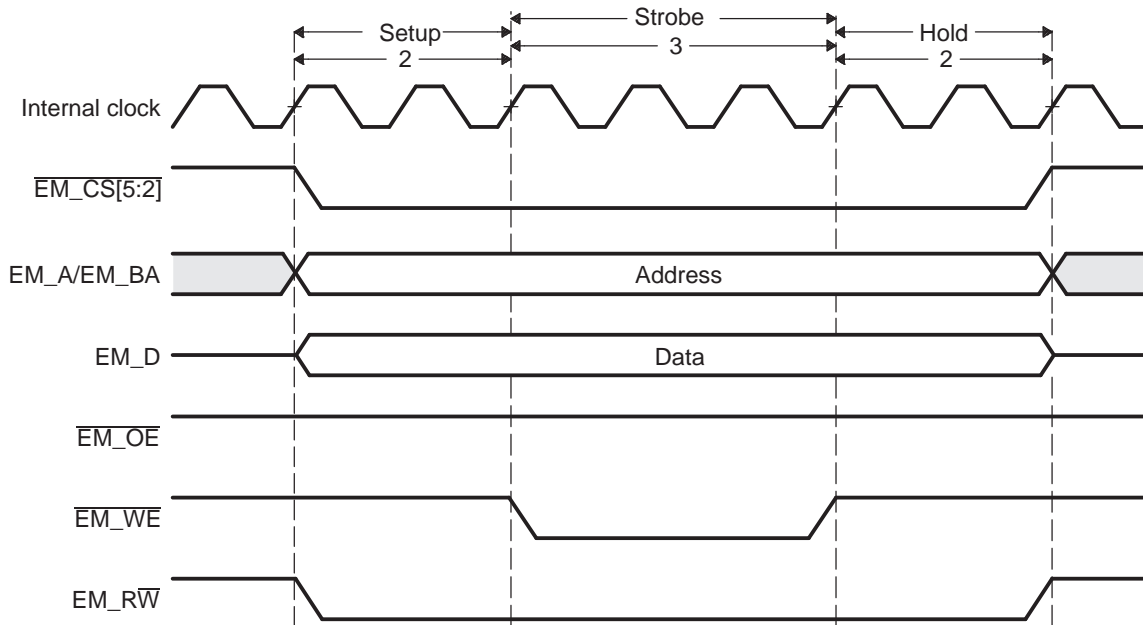 Setup
Strobe
Hold
2
3
2
Internal clock
EM_CS[5:2]
EM_A/EM_BA
Address
EM_D
Data
EM_OE
EM_WE
EM_RW